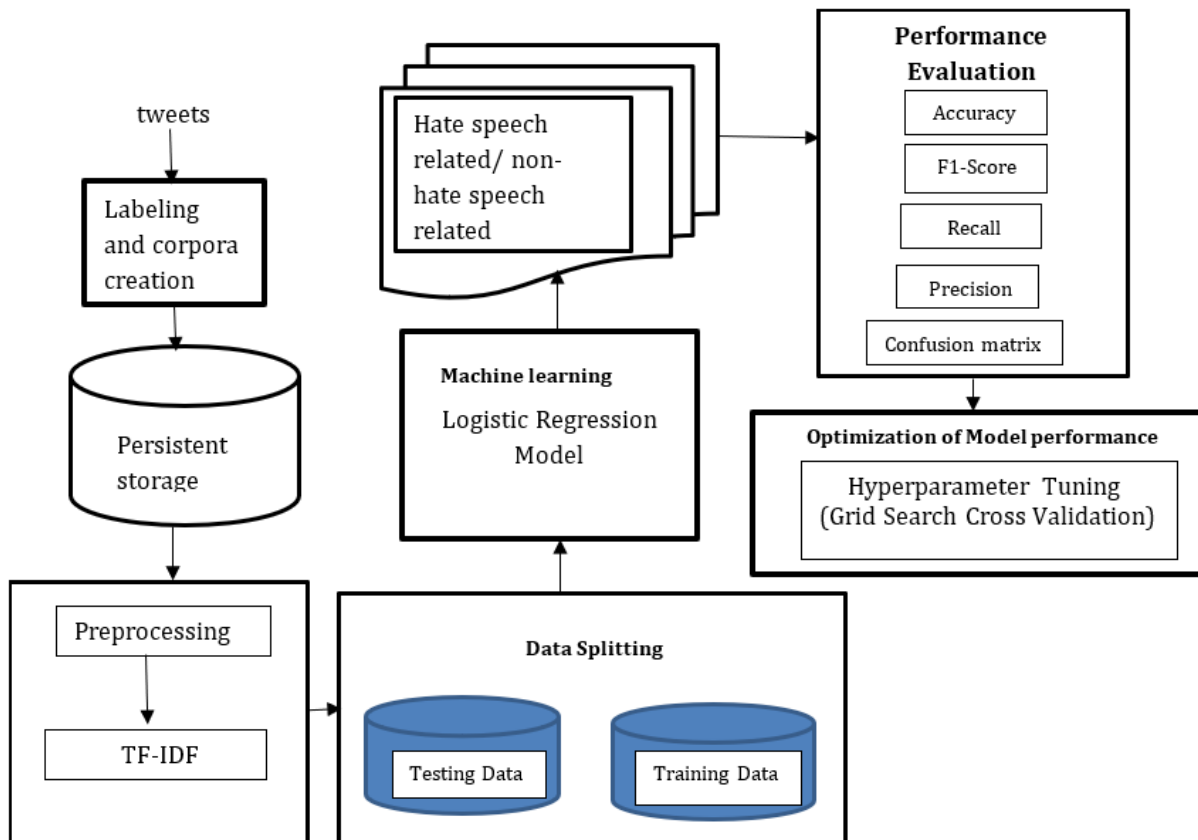 tweets
Labeling
and corpora
creation
Persistent
storage
Preprocessing
TF-IDF
Data Splitting
Testing Data
Training Data
Machine learning
Logistic Regression
Model
Hate speech
related/ non-
hate speech
related
Performance
Evaluation
Accuracy
F1-Score
Recall
Precision
Confusion matrix
Optimization of Model performance
Hyperparameter Tuning
(Grid Search Cross Validation)